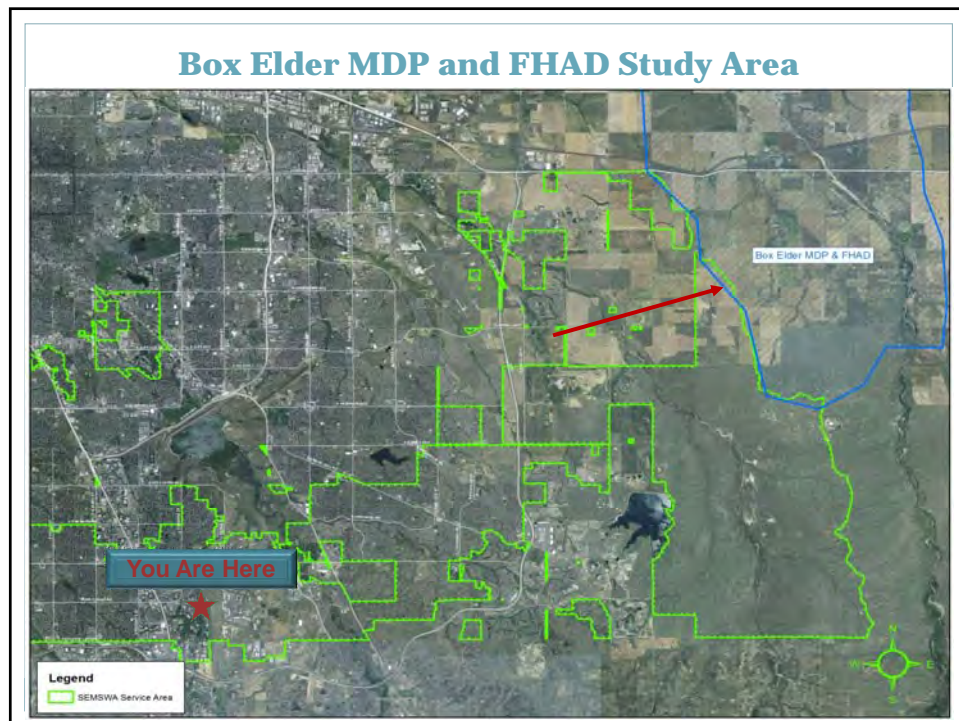 Box Elder MDP and FHAD Study Area
Box Elder MDP & FHAD
You Are Here
N
W
E
S
Legend
SEMSWA Service Area